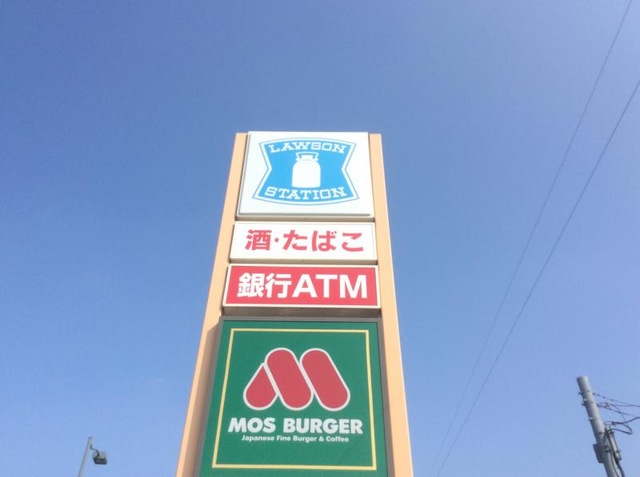 LAWSON
STATION
酒・たばこ
銀行ATM
MOS BURGER
Japanese Fine Burger & Coffee